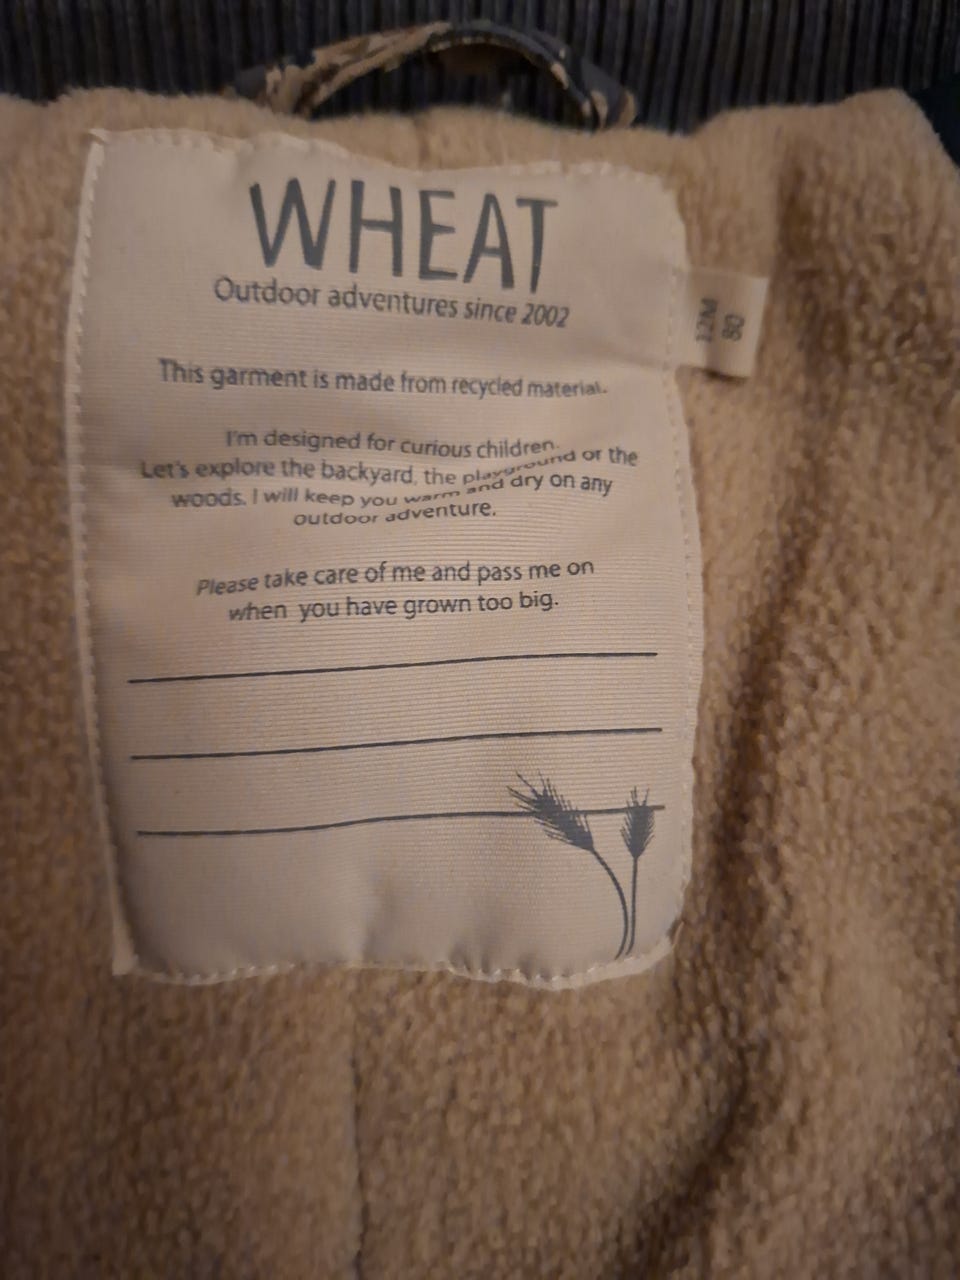 WHEAT
Outdoor adventures since 2002
This garment is made from recycled material.
I'm designed for curious children.
Let's explore the backyard, the playground or the
woods. I will keep you warm and dry on any
outdoor adventure.
Please take care of me and pass me on
when you have grown too big.
12M
80